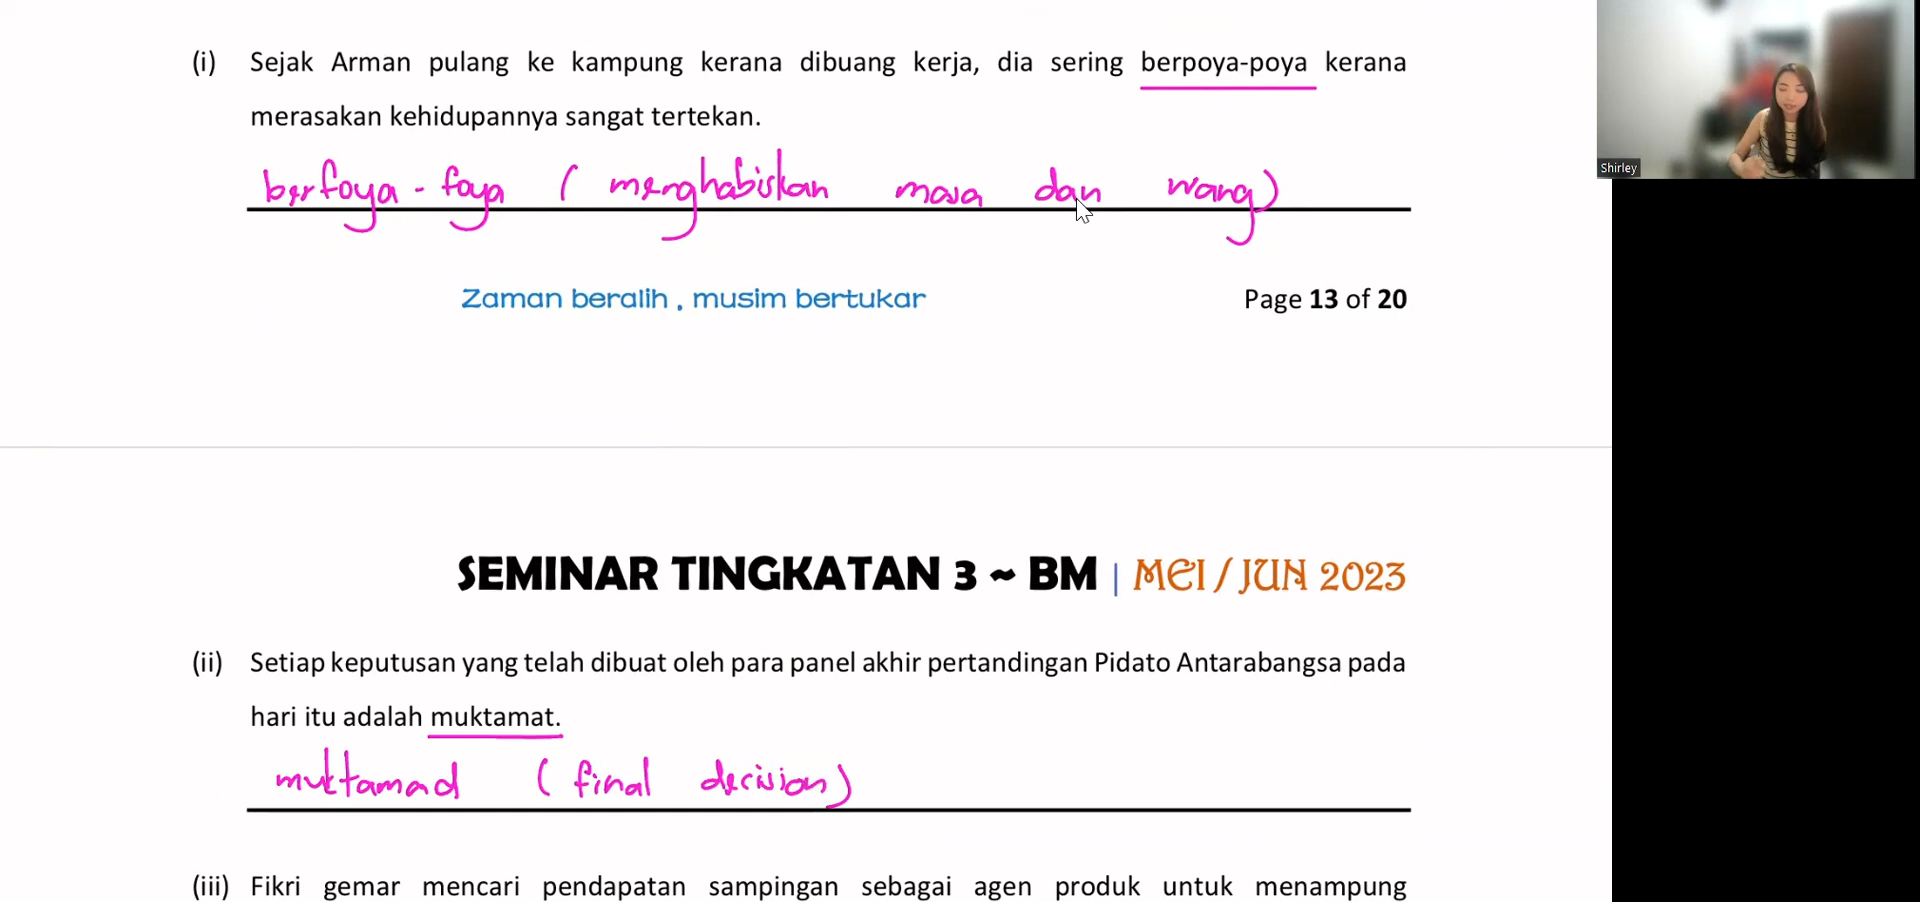 (i) Sejak Arman pulang ke kampung kerana dibuang kerja, dia sering berpoya-poya kerana
merasakan kehidupannya sangat tertekan.
berfoya-foya (menghabiskan masa dan wang)
Zaman beralih, musim bertukar
Page 13 of 20
SEMINAR TINGKATAN 3 ~ BM | MEI / JUN 2023
(ii) Setiap keputusan yang telah dibuat oleh para panel akhir pertandingan Pidato Antarabangsa pada
hari itu adalah muktamat.
muktamad (final decision)
(iii) Fikri gemar mencari pendapatan sampingan sebagai agen produk untuk menampung
Shirley